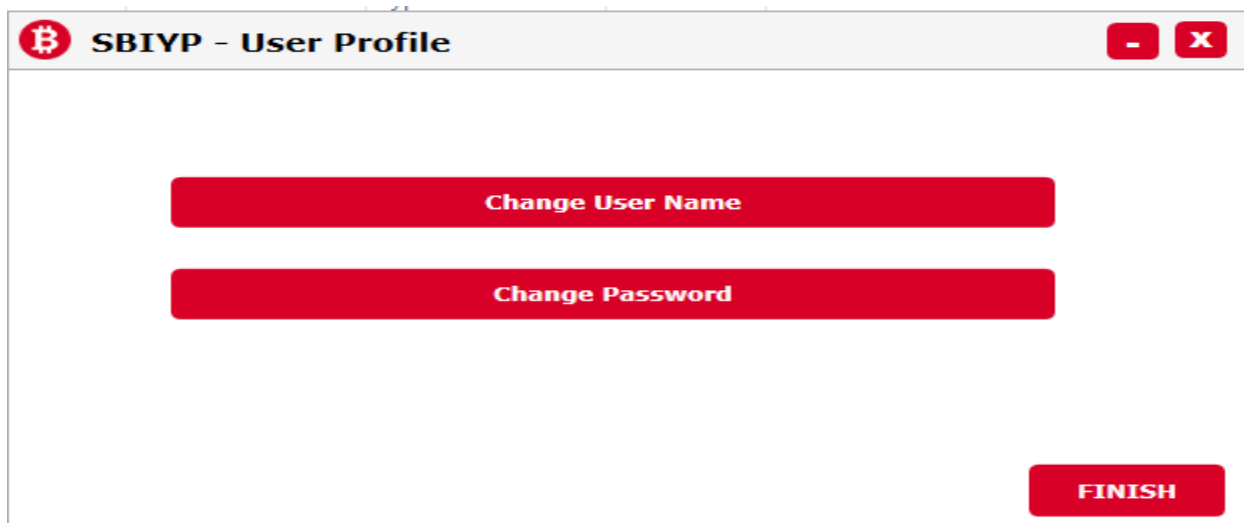 SBIYP - User Profile
- X
Change User Name
Change Password
FINISH